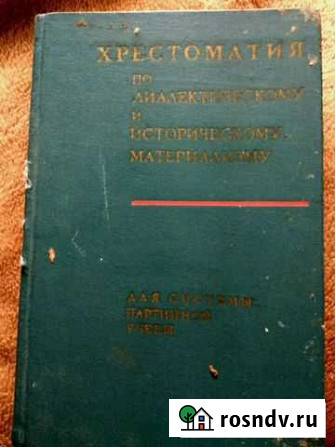 ХРЕСТОМАТИЯ
ПО
ДИАЛЕКТИЧЕСКОМУ
И
ИСТОРИЧЕСКОМУ
МАТЕРИАЛИЗМУ
ДЛЯ СИСТЕМЫ
ПАРТИЙНОЙ
УЧЕБЫ
rosndv.ru